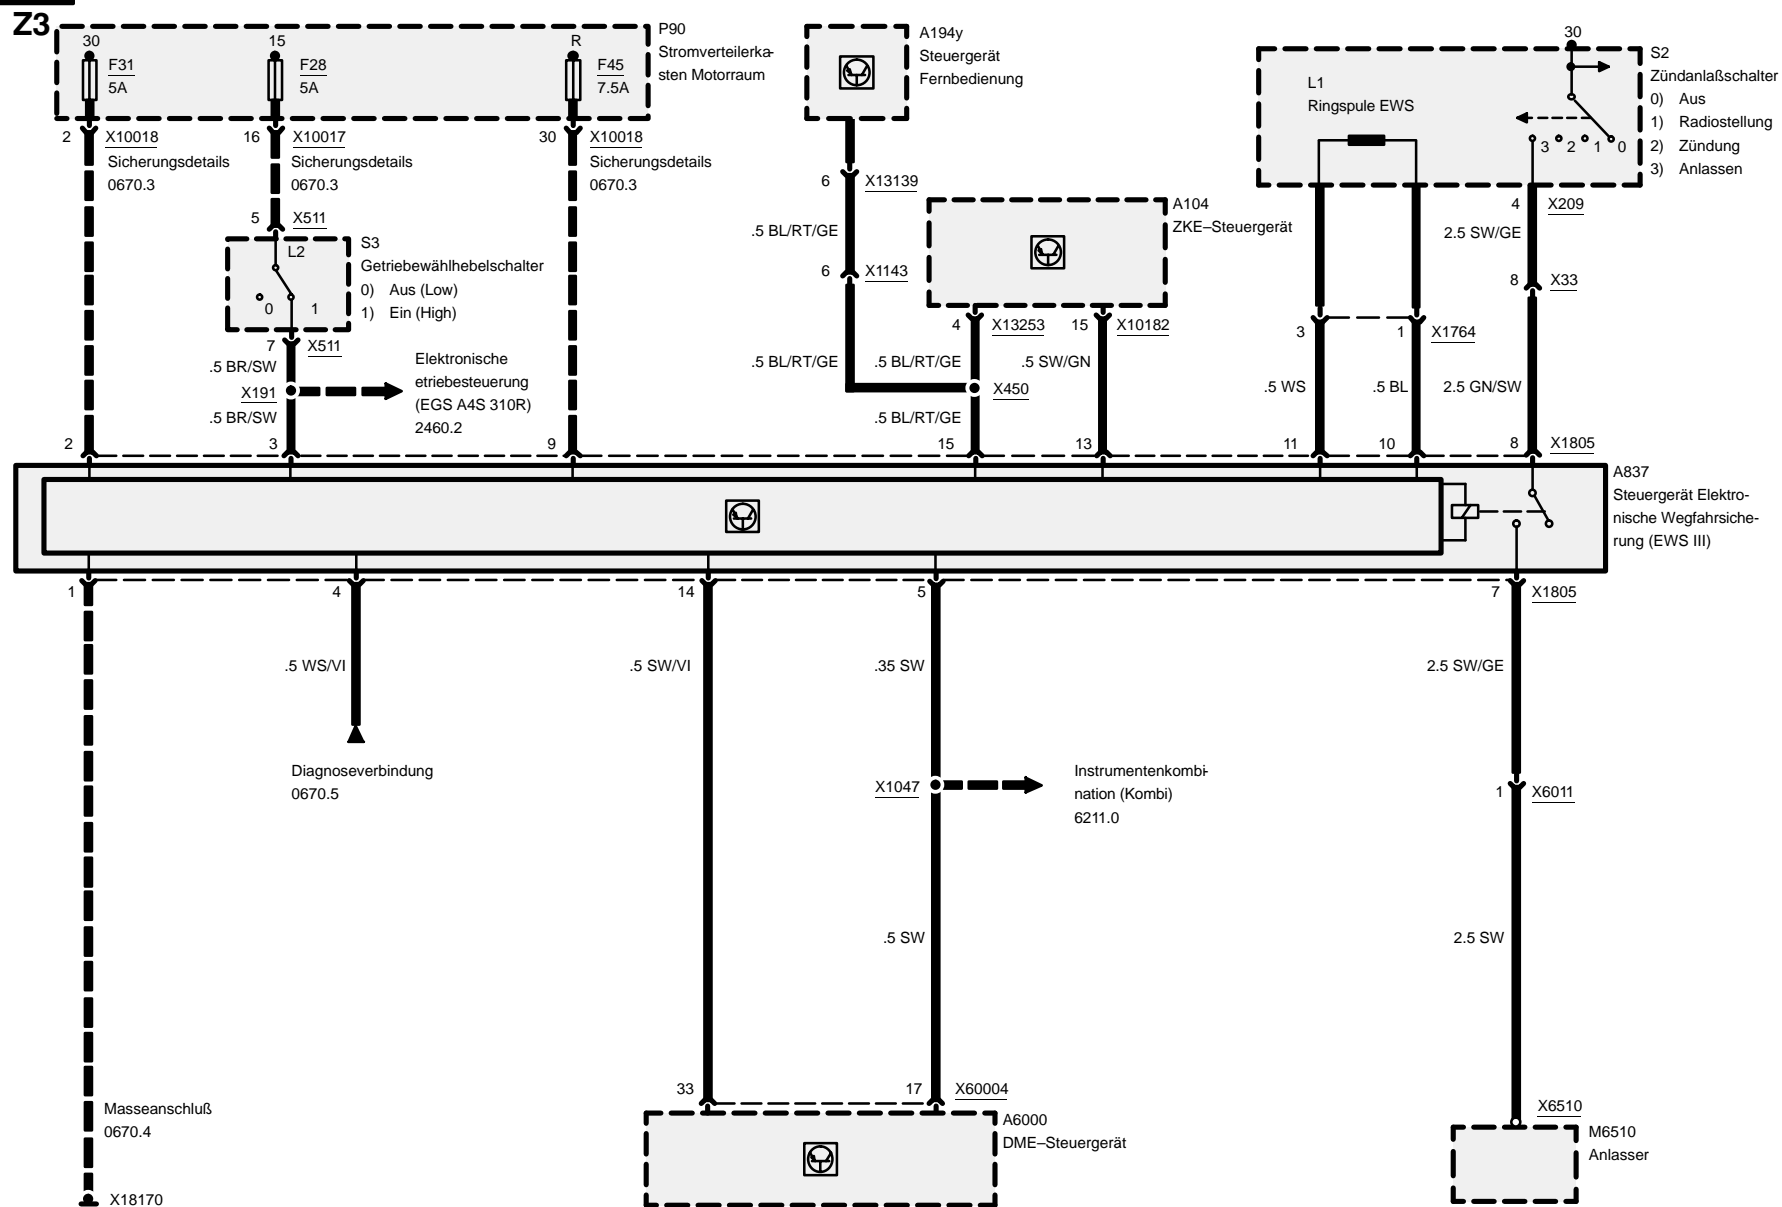 Z3
30
F31
5A
15
F28
5A
R
F45
7.5A
P90
Stromverteilerka-
sten Motorraum
A194y
Steuergerät
Fernbedienung
30
S2
Zündanlaßschalter
0) Aus
1) Radiostellung
2) Zündung
3) Anlassen
L1
Ringspule EWS
3 2 1 0
2 X10018
Sicherungsdetails
0670.3
16 X10017
Sicherungsdetails
0670.3
30 X10018
Sicherungsdetails
0670.3
6 X13139
.5 BL/RT/GE
6 X1143
A104
ZKE–Steuergerät
4 X209
2.5 SW/GE
8 X33
5 X511
L2
0 1
S3
Getriebewählhebelschalter
0) Aus (Low)
1) Ein (High)
7 X511
.5 BR/SW
X191
.5 BR/SW
Elektronische
etriebesteuerung
(EGS A4S 310R)
2460.2
4 X13253
15 X10182
3
1 X1764
.5 BL/RT/GE
.5 BL/RT/GE
.5 SW/GN
X450
.5 BL/RT/GE
.5 WS
.5 BL
2.5 GN/SW
2
3
9
15
13
11
10
8 X1805
A837
Steuergerät Elektro-
nische Wegfahrsiche-
rung (EWS III)
1
4
14
5
7 X1805
.5 WS/VI
.5 SW/VI
.35 SW
2.5 SW/GE
Diagnoseverbindung
0670.5
X1047
Instrumentenkombi-
nation (Kombi)
6211.0
1 X6011
.5 SW
2.5 SW
Masseanschluß
0670.4
X18170
33
17 X60004
A6000
DME–Steuergerät
X6510
M6510
Anlasser